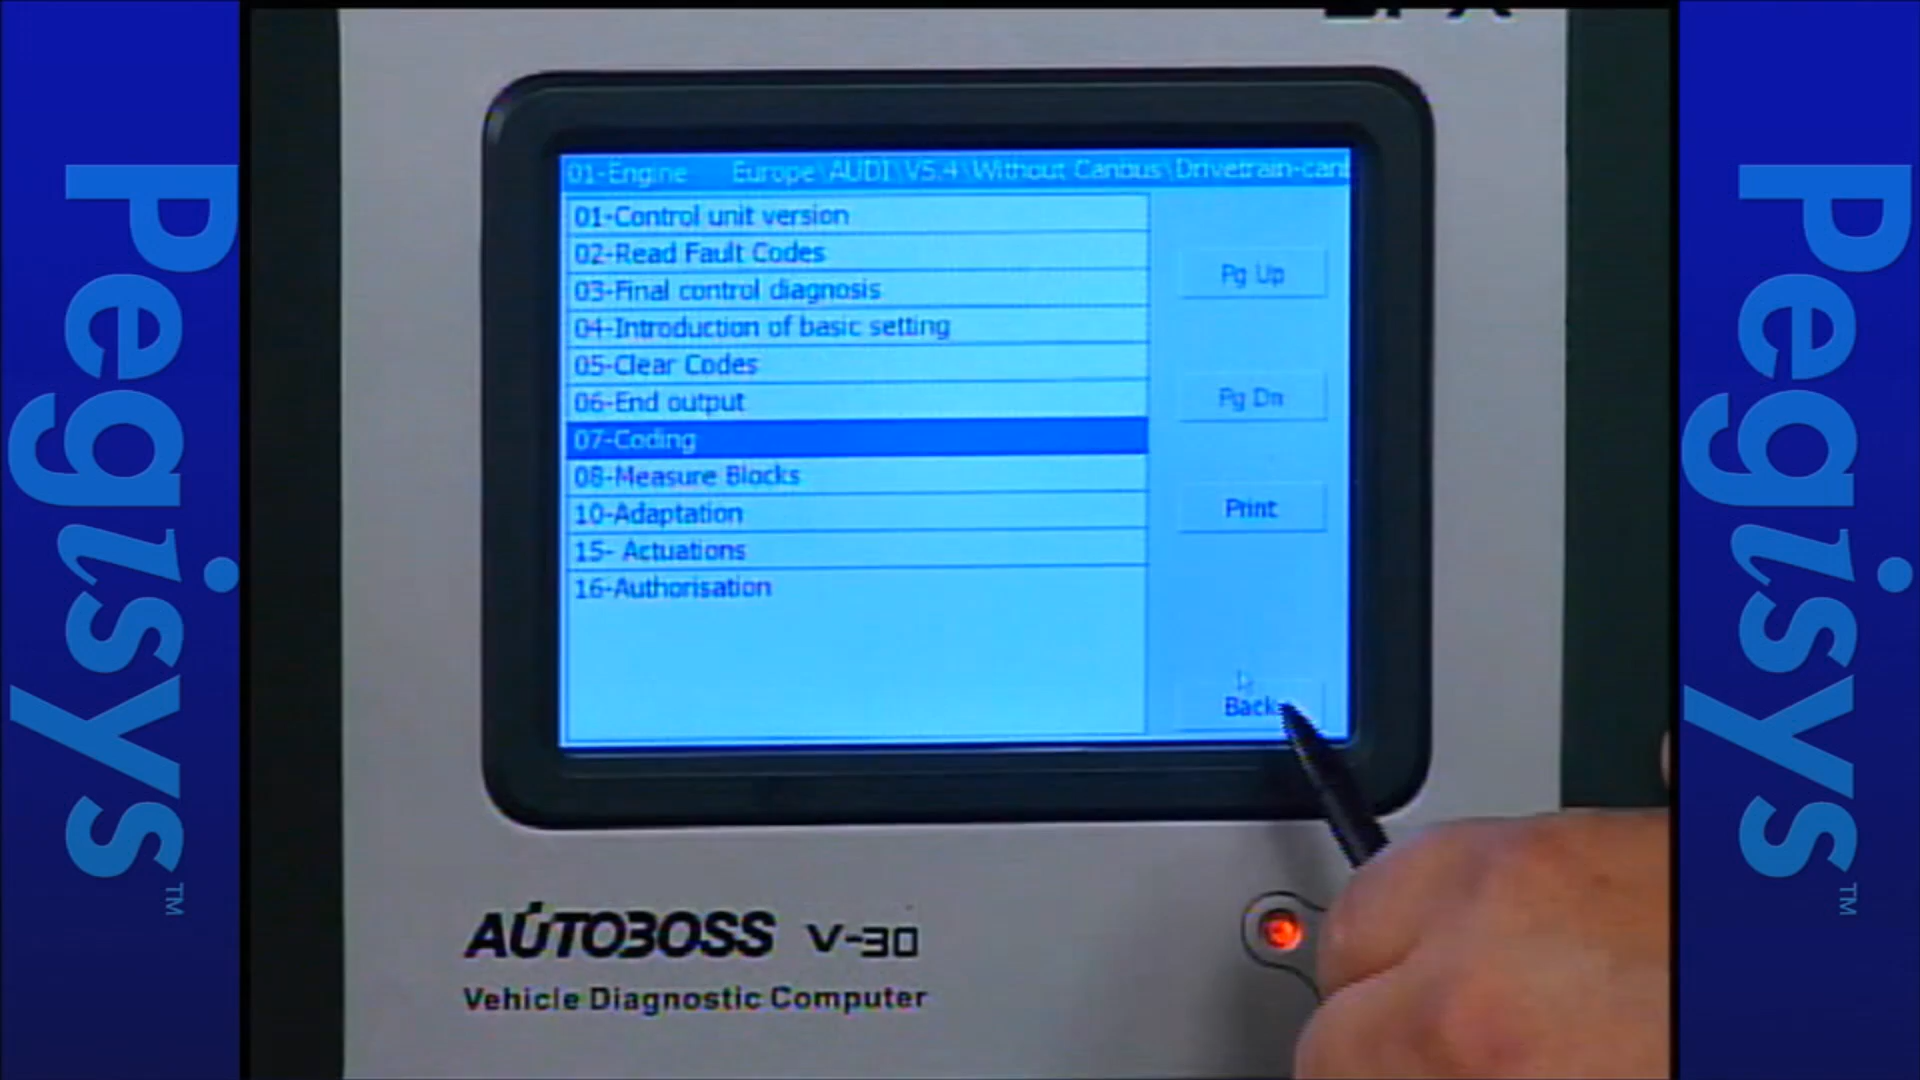 Pegisys™
01-Engine Europe\AUDI\V5.4\Without Canbus\Drivetrain-can
01-Control unit version
02-Read Fault Codes
03-Final control diagnosis
04-Introduction of basic setting
05-Clear Codes
06-End output
07-Coding
08-Measure Blocks
10-Adaptation
15- Actuations
16-Authorisation
Pg Up
Pg Dn
Print
Back
AUTOBOSS V-30
Vehicle Diagnostic Computer
Pegisys™